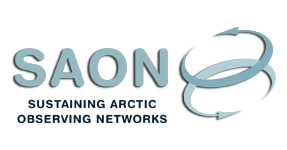 SAON
SUSTAINING ARCTIC
OBSERVING NETWORKS